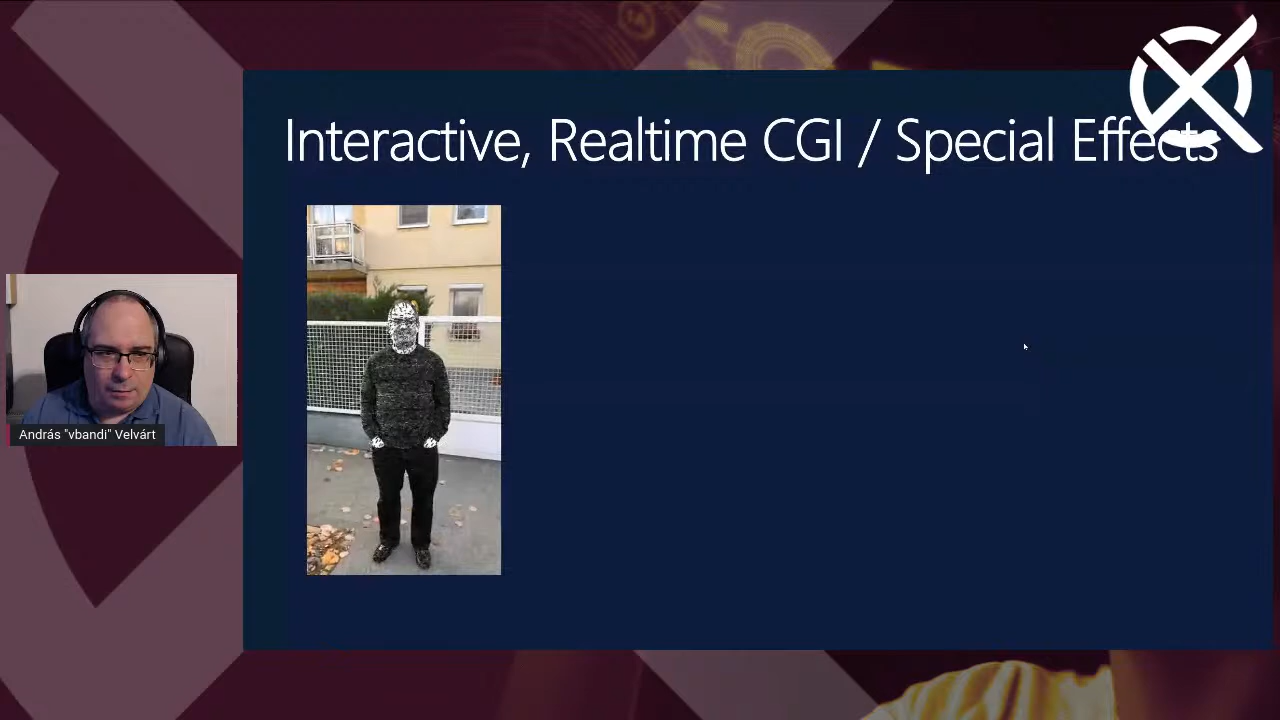 Interactive, Realtime CGI / Special Effects
András "vbandi" Velvárt